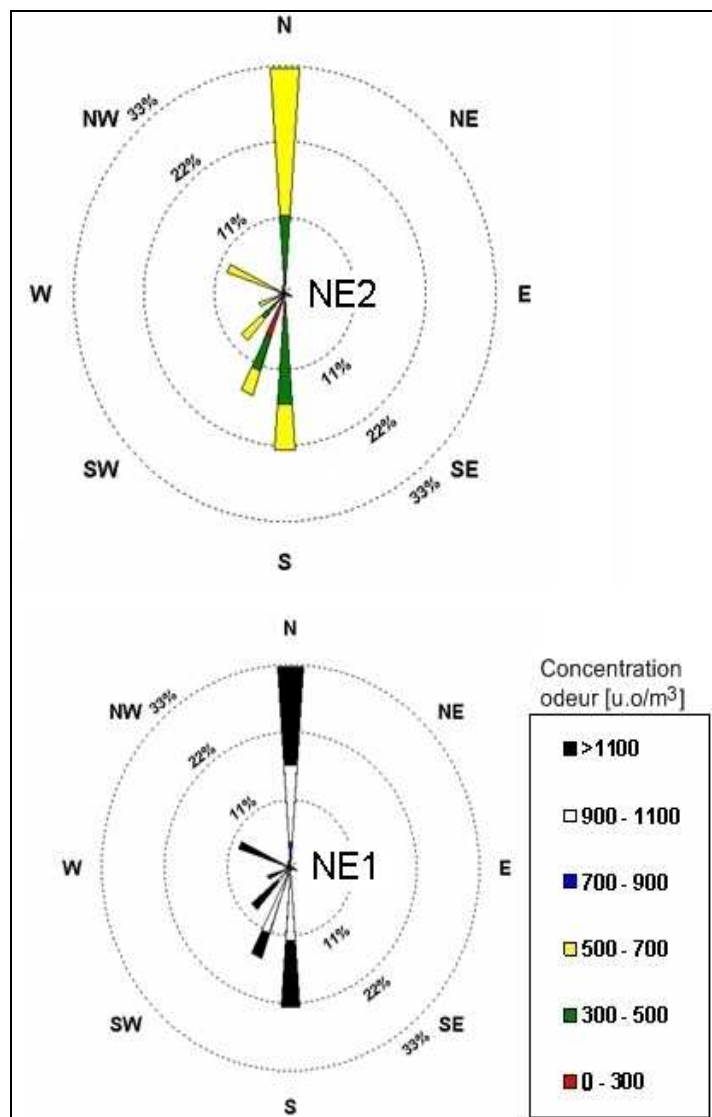 N
NW
33%
NE
22%
11%
W
NE2
E
11%
22%
SW
33%
SE
S
N
NW
33%
NE
22%
11%
W
NE1
E
11%
22%
SW
33%
SE
S
Concentration
odeur [u.o/m³]
>1100
900 - 1100
700 - 900
500 - 700
300 - 500
0 - 300